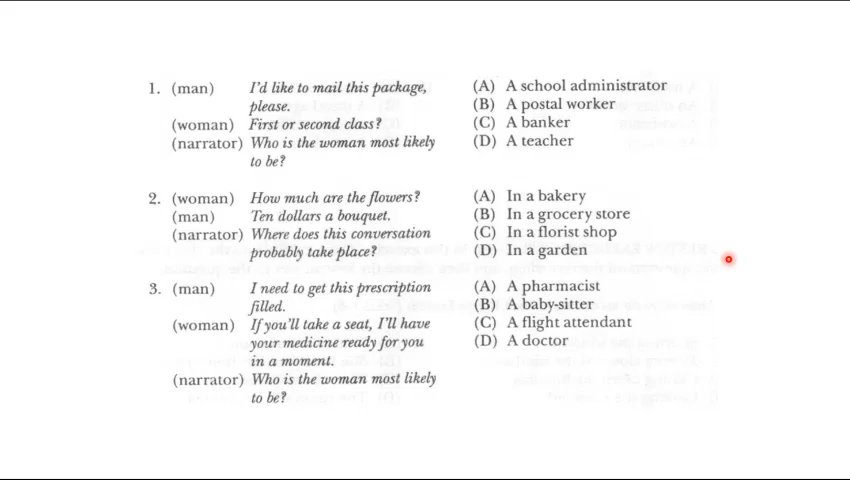 1. (man) I'd like to mail this package, please.
(woman) First or second class?
(narrator) Who is the woman most likely to be?
(A) A school administrator
(B) A postal worker
(C) A banker
(D) A teacher
2. (woman) How much are the flowers?
(man) Ten dollars a bouquet.
(narrator) Where does this conversation probably take place?
(A) In a bakery
(B) In a grocery store
(C) In a florist shop
(D) In a garden
3. (man) I need to get this prescription filled.
(woman) If you'll take a seat, I'll have your medicine ready for you in a moment.
(narrator) Who is the woman most likely to be?
(A) A pharmacist
(B) A baby-sitter
(C) A flight attendant
(D) A doctor